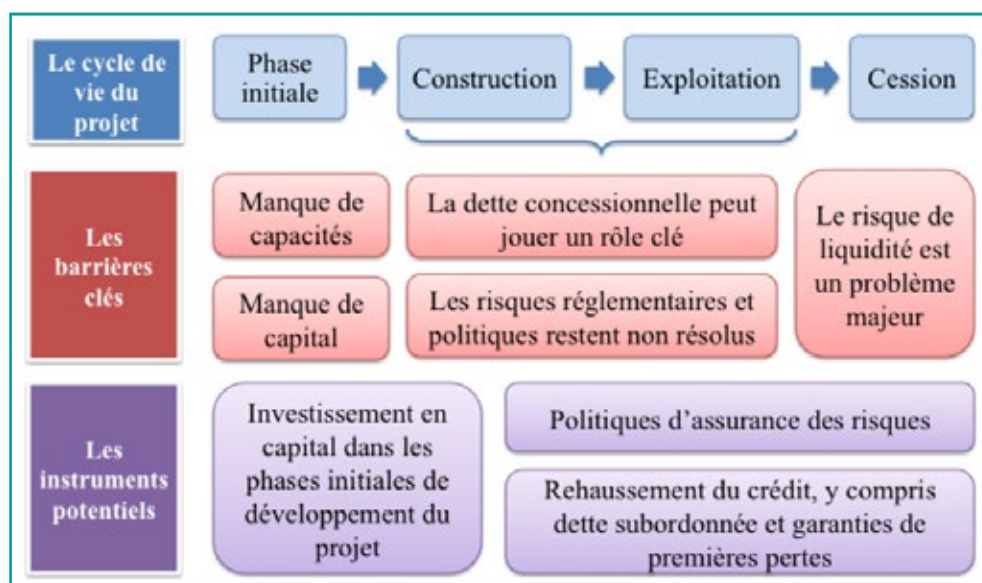 Le cycle de
vie du
projet
Phase
initiale
Construction
Exploitation
Cession
Les
barrières
clés
Manque de
capacités
La dette concessionnelle peut
jouer un rôle clé
Le risque de
liquidité est
un problème
majeur
Manque de
capital
Les risques réglementaires et
politiques restent non résolus
Les
instruments
potentiels
Investissement en
capital dans les
phases initiales de
développement du
projet
Politiques d'assurance des risques
Rehaussement du crédit, y compris
dette subordonnée et garanties de
premières pertes